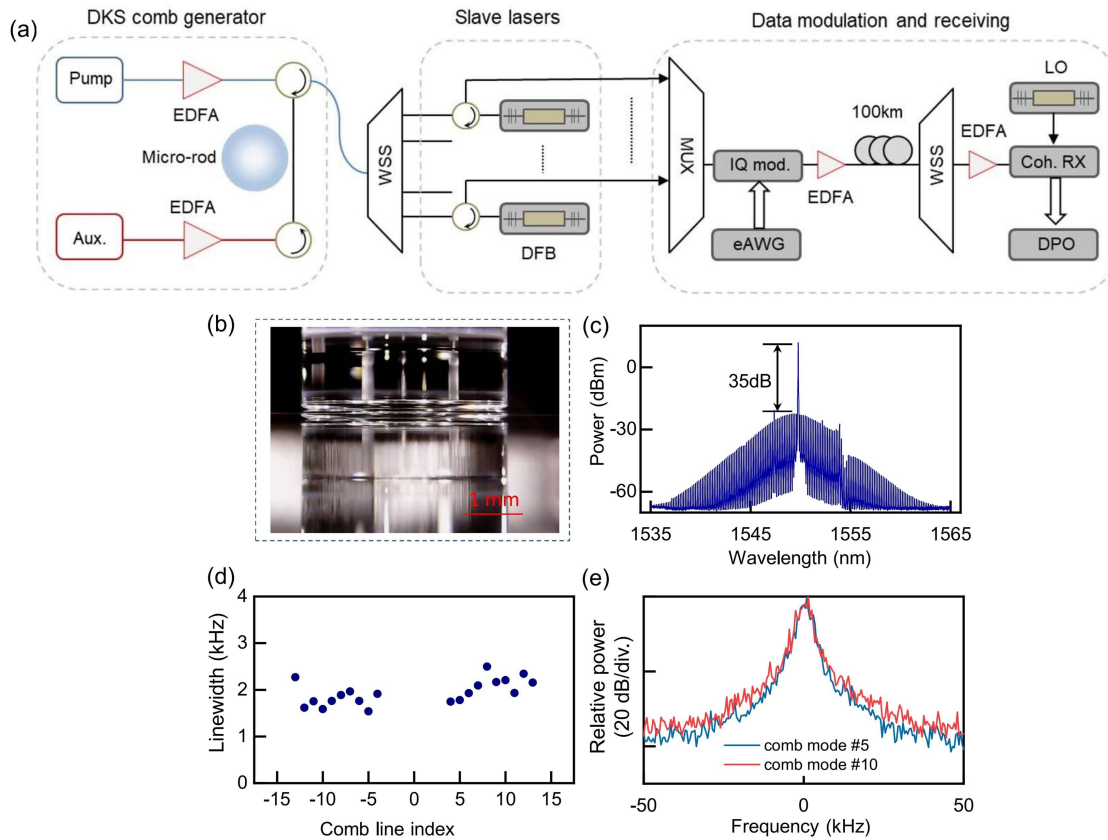 (a)
DKS comb generator
Slave lasers
Data modulation and receiving
Pump
EDFA
Micro-rod
EDFA
Aux.
WSS
DFB
MUX
IQ mod.
eAWG
EDFA
100km
WSS
EDFA
LO
Coh. RX
DPO
(b)
1 mm
(c)
Power (dBm)
0
-30
-60
35dB
1535
1545
1555
1565
Wavelength (nm)
(d)
Linewidth (kHz)
4
3
2
1
0
-15
-10
-5
0
5
10
15
Comb line index
(e)
Relative power
(20 dB/div.)
comb mode #5
comb mode #10
-50
0
50
Frequency (kHz)